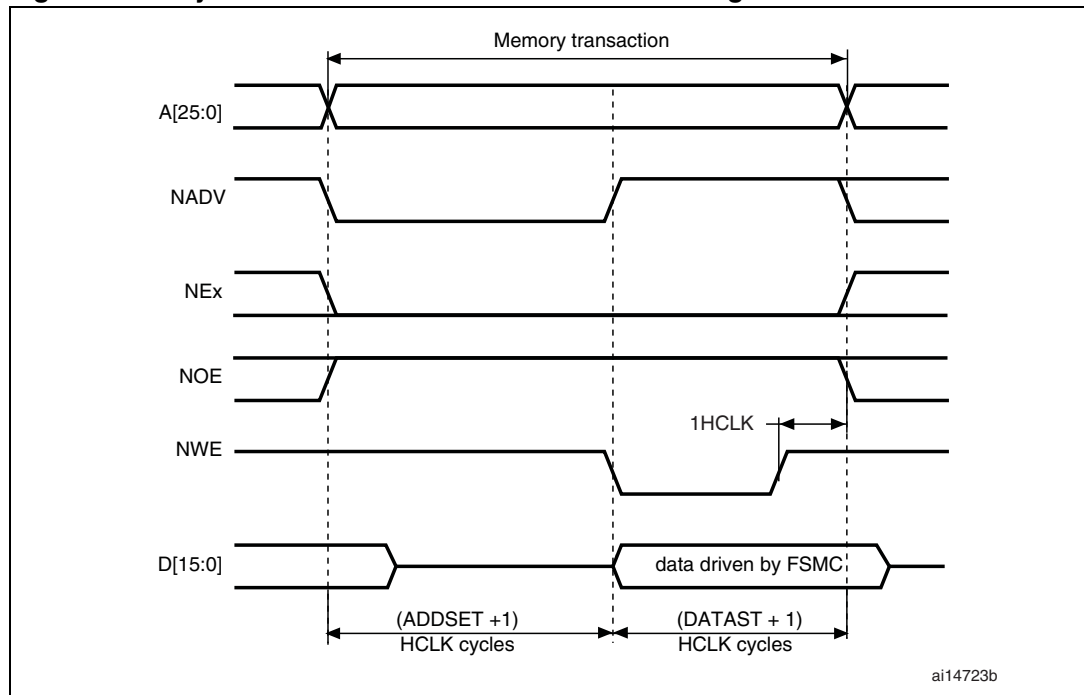 Memory transaction
A[25:0]
NADV
NEx
NOE
1HCLK
NWE
D[15:0]
data driven by FSMC
(ADDSET +1)
HCLK cycles
(DATAST + 1)
HCLK cycles
ai14723b